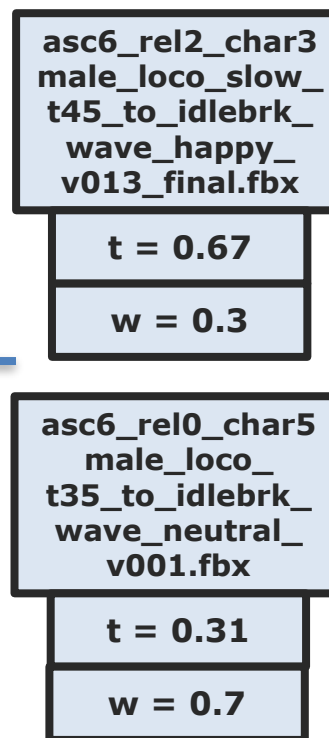 asc6_rel2_char3
male_loco_slow_
t45_to_idlebrk_
wave_happy_
v013_final.fbx
t = 0.67
w = 0.3
asc6_rel0_char5
male_loco_
t35_to_idlebrk_
wave_neutral_
v001.fbx
t = 0.31
w = 0.7